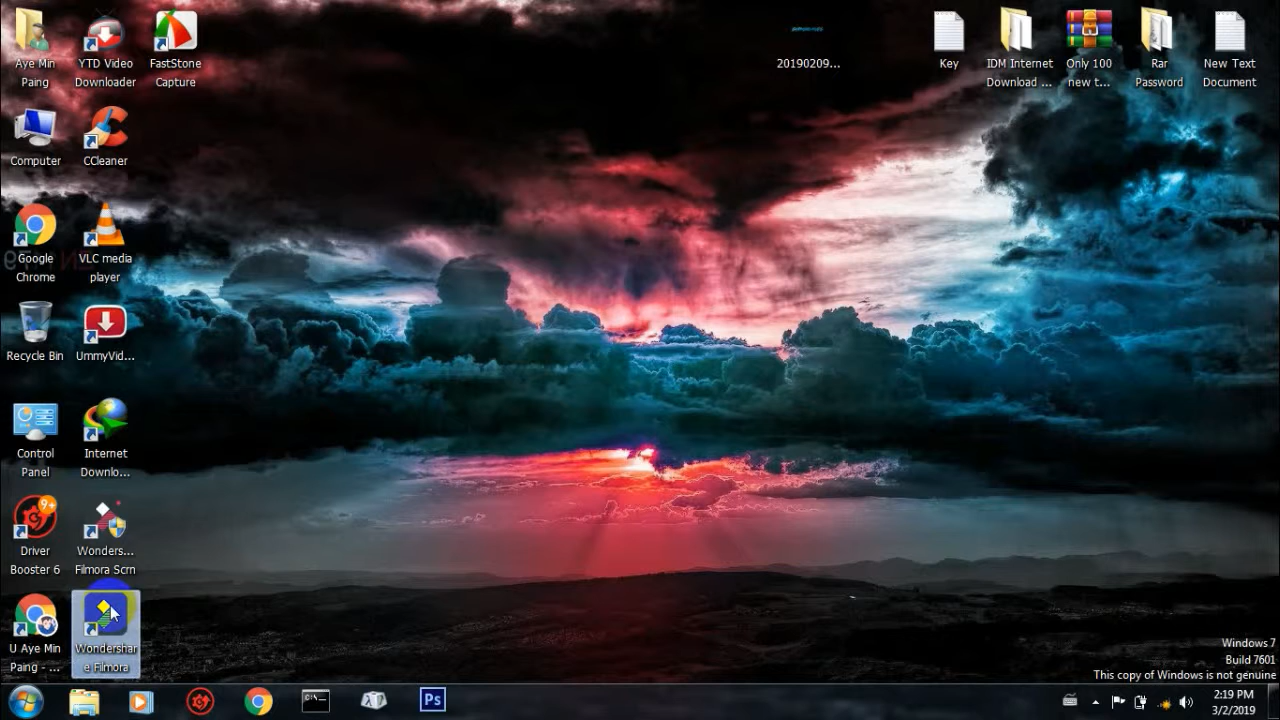 Aye Min
Paing
YTD Video
Downloader
FastStone
Capture
20190209...
Key
IDM Internet
Download ...
Only 100
new t...
Rar
Password
New Text
Document
Computer
CCleaner
Google
Chrome
VLC media
player
Recycle Bin
UmmyVid...
Control
Panel
Internet
Downlo...
Driver
Booster 6
9+
Wonders...
Filmora Scrn
U Aye Min
Paing - ...
Wondershar
e Filmora
Windows 7
Build 7601
This copy of Windows is not genuine
C:\_
Ps
2:19 PM
3/2/2019